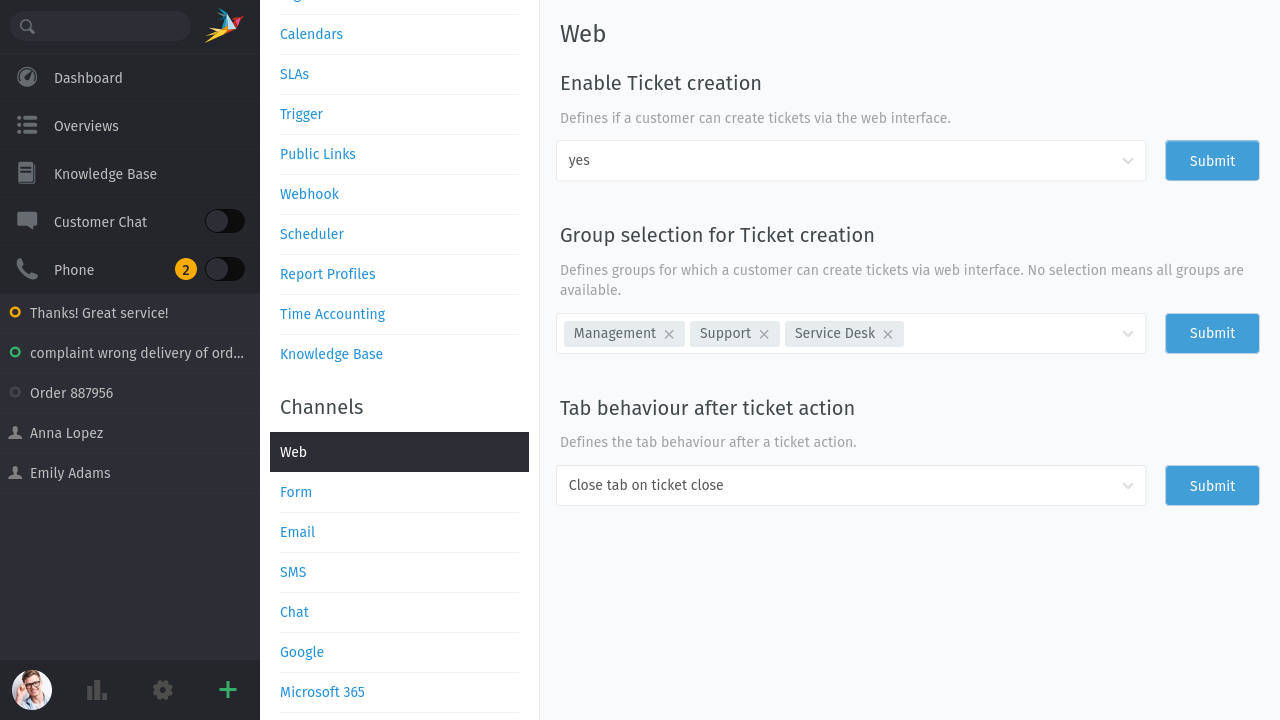 Dashboard
Overviews
Knowledge Base
Customer Chat
Phone
2
Thanks! Great service!
complaint wrong delivery of ord...
Order 887956
Anna Lopez
Emily Adams
Calendars
SLAs
Trigger
Public Links
Webhook
Scheduler
Report Profiles
Time Accounting
Knowledge Base
Channels
Web
Form
Email
SMS
Chat
Google
Microsoft 365
Web
Enable Ticket creation
Defines if a customer can create tickets via the web interface.
yes
Submit
Group selection for Ticket creation
Defines groups for which a customer can create tickets via web interface. No selection means all groups are
available.
Management
Support
Service Desk
Submit
Tab behaviour after ticket action
Defines the tab behaviour after a ticket action.
Close tab on ticket close
Submit